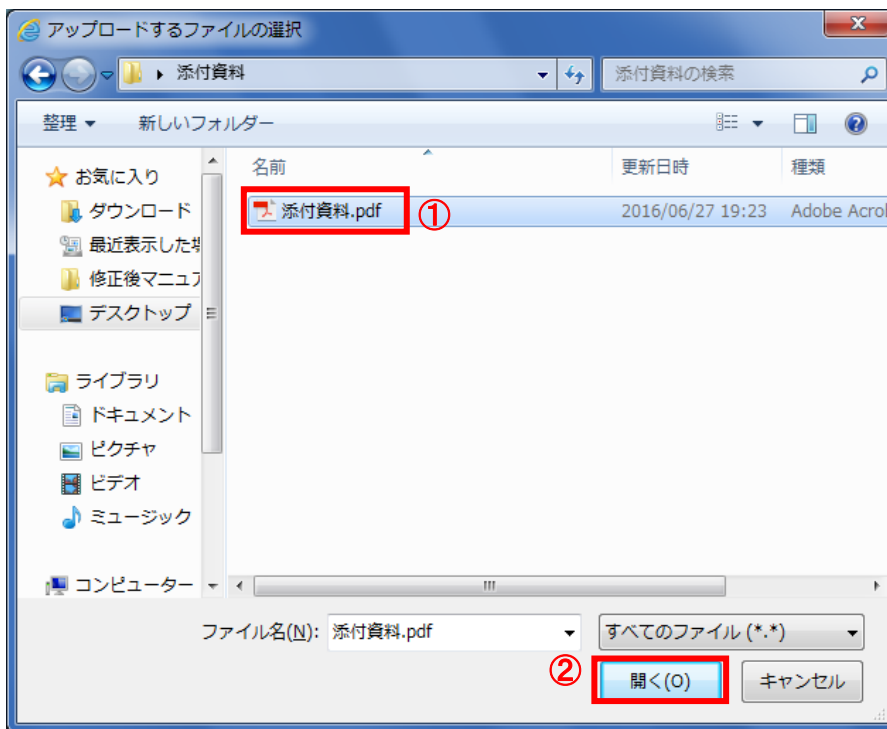 アップロードするファイルの選択
添付資料
添付資料の検索
整理
新しいフォルダー
お気に入り
ダウンロード
最近表示した場
修正後マニュア
デスクトップ
ライブラリ
ドキュメント
ピクチャ
ビデオ
ミュージック
コンピューター
名前 更新日時 種類
添付資料.pdf ① 2016/06/27 19:23 Adobe Acro
ファイル名(N): 添付資料.pdf すべてのファイル (*.*)
② 開く(O) キャンセル